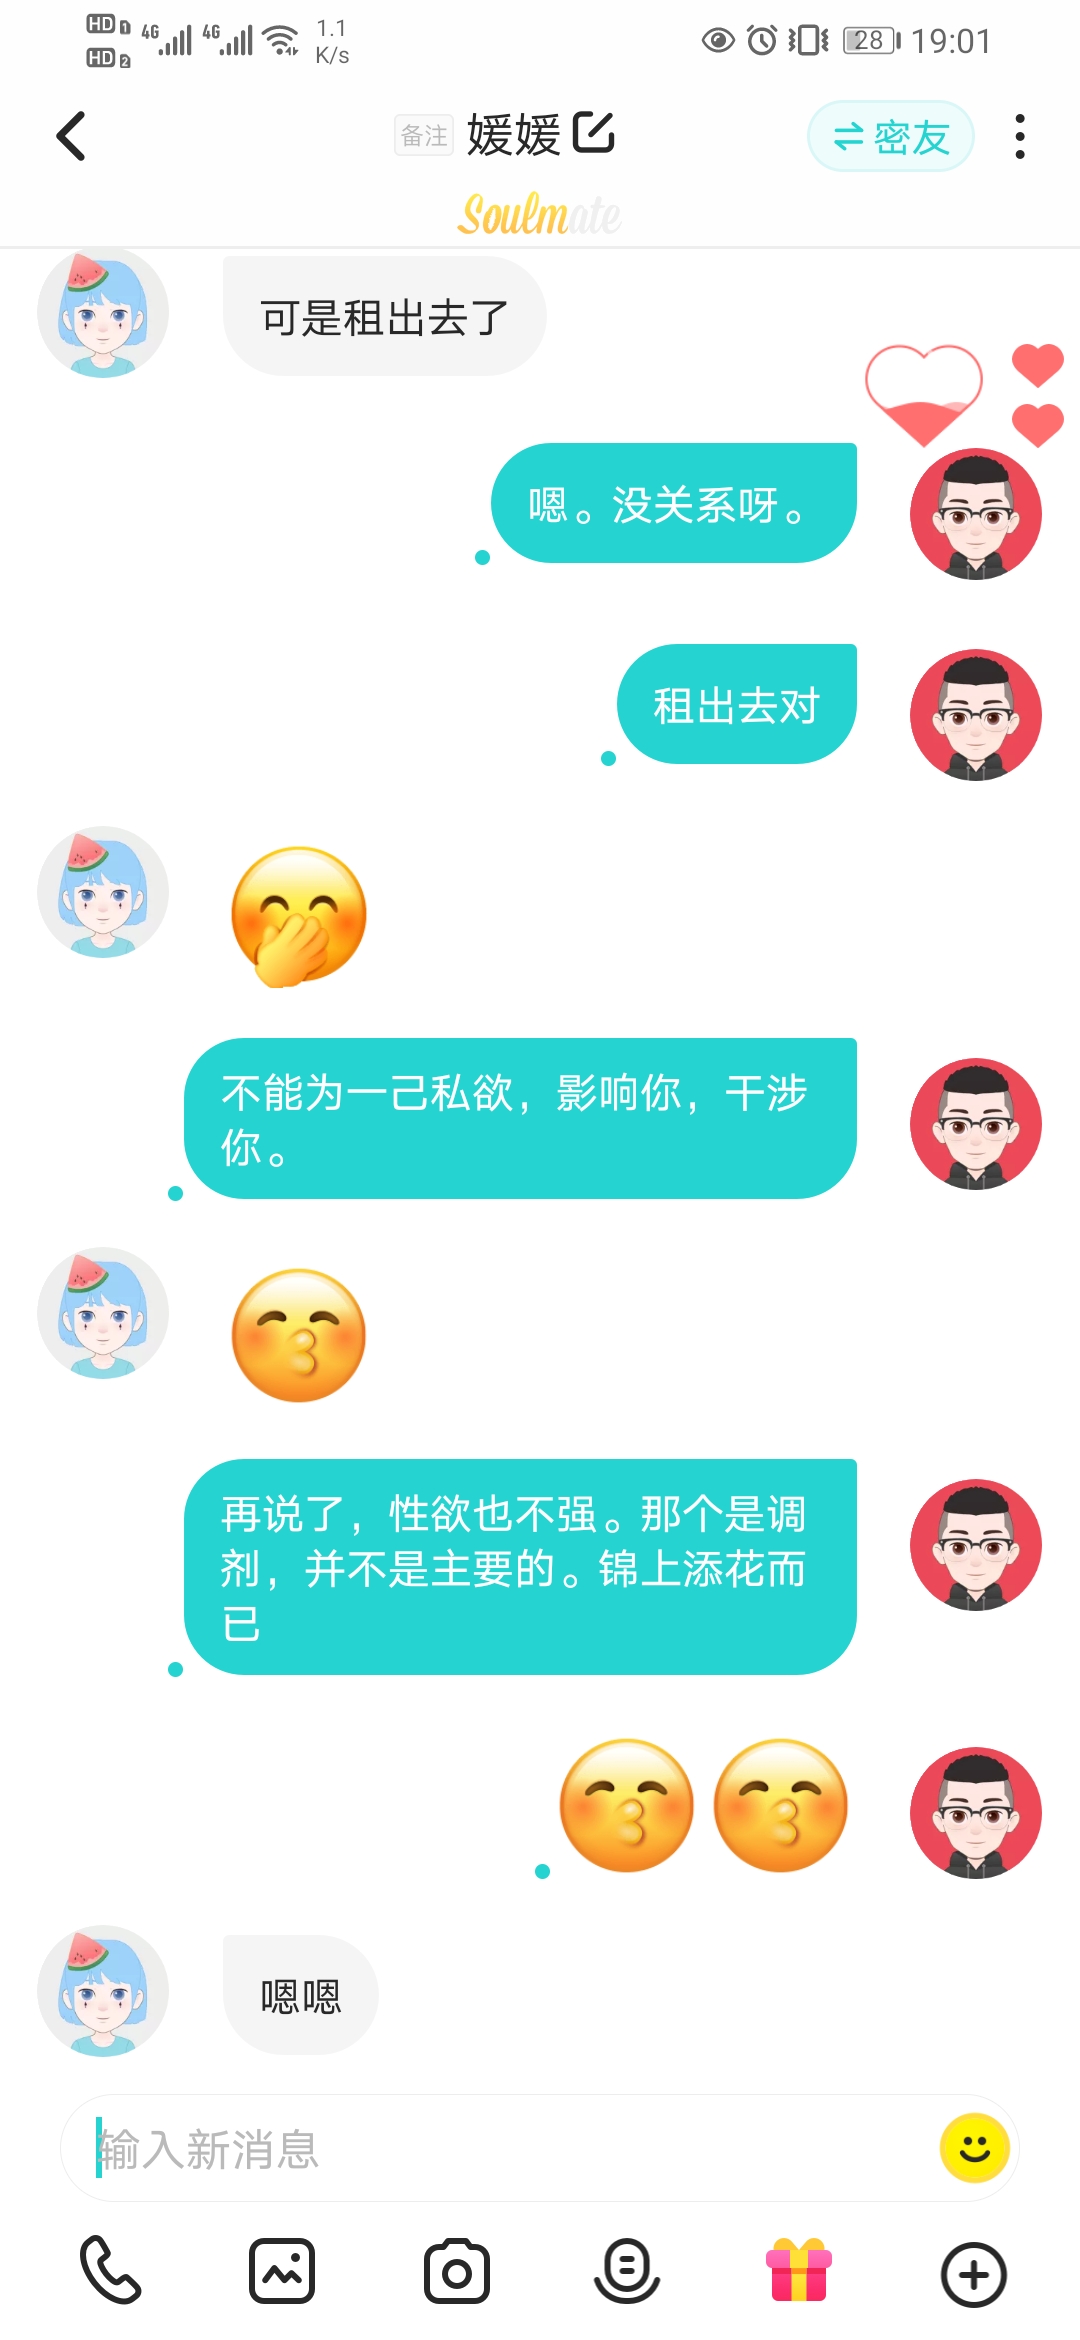 HD 1 4G 4G 1.1
HD 2 K/s
28 19:01
备注 媛媛 密友
Soulmate
可是租出去了
嗯。没关系呀。
租出去对
不能为一己私欲，影响你，干涉
你。
再说了，性欲也不强。那个是调
剂，并不是主要的。锦上添花而
已
嗯嗯
输入新消息